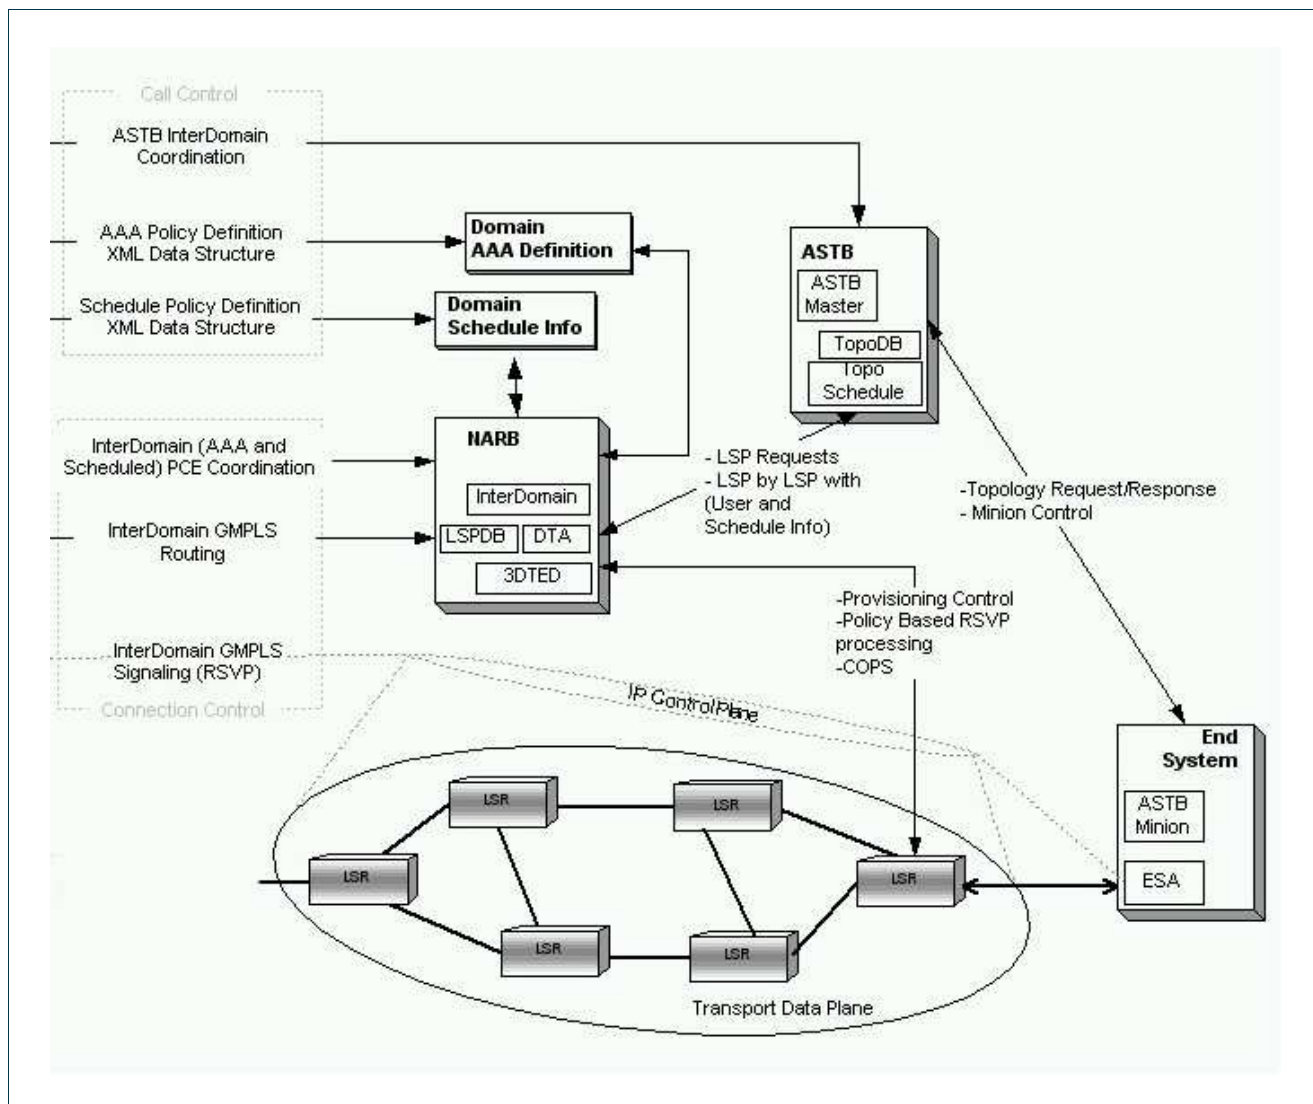 Call Control
ASTB InterDomain
Coordination
AAA Policy Definition
XML Data Structure
Schedule Policy Definition
XML Data Structure
Domain
AAA Definition
Domain
Schedule Info
ASTB
ASTB
Master
TopoDB
Topo
Schedule
InterDomain (AAA and
Scheduled) PCE Coordination
InterDomain GMPLS
Routing
InterDomain GMPLS
Signaling (RSVP)
Connection Control
NARB
InterDomain
LSPDB
DTA
3DTED
- LSP Requests
- LSP by LSP with
(User and
Schedule Info)
-Topology Request/Response
- Minion Control
-Provisioning Control
-Policy Based RSVP
processing
-COPS
IP Control Plane
End
System
ASTB
Minion
ESA
LSR
LSR
LSR
LSR
LSR
LSR
Transport Data Plane